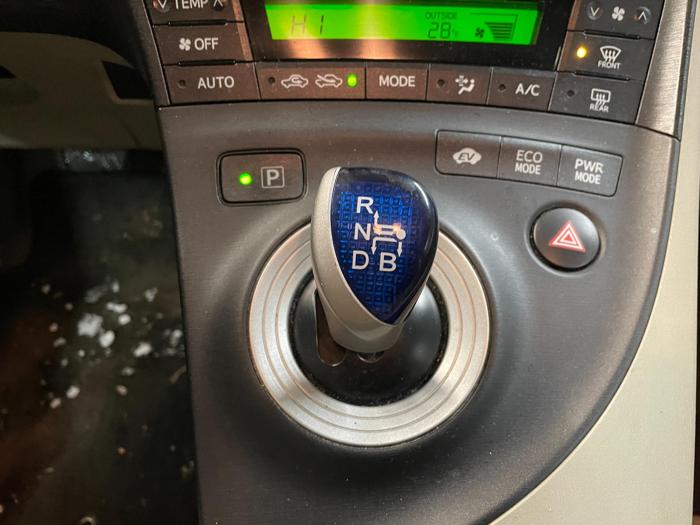 TEMP
HI
OUTSIDE
28°F
OFF
FRONT
AUTO
MODE
A/C
REAR
P
EV
ECO
MODE
PWR
MODE
R
N
D B